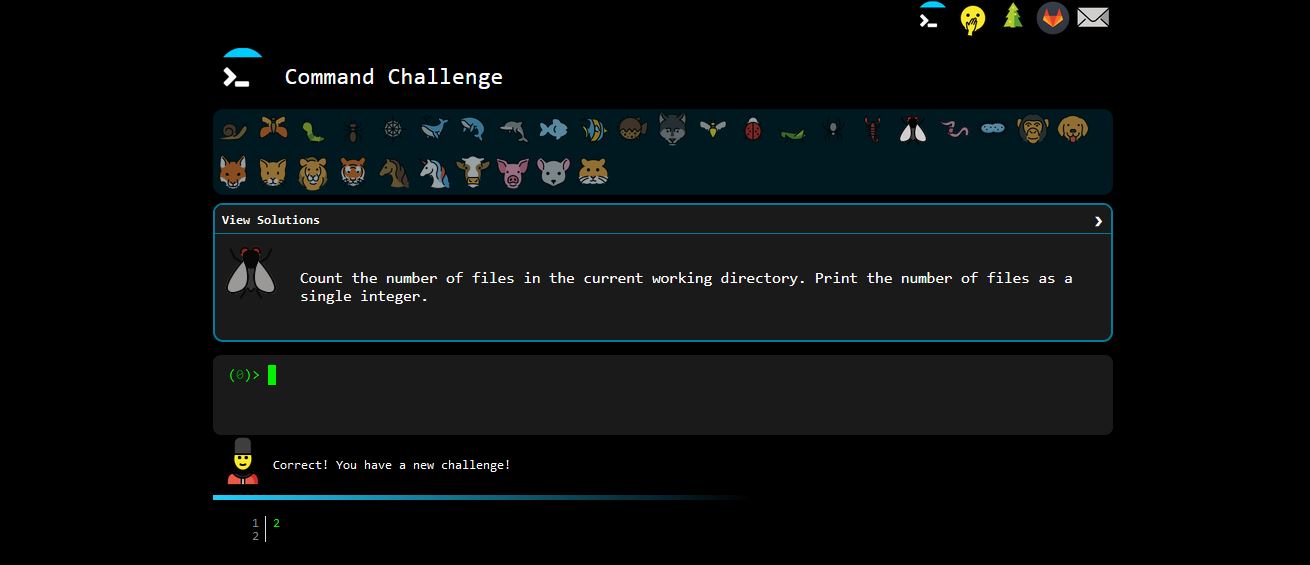 Command Challenge
View Solutions
Count the number of files in the current working directory. Print the number of files as a
single integer.
(0)>
Correct! You have a new challenge!
1 2
2